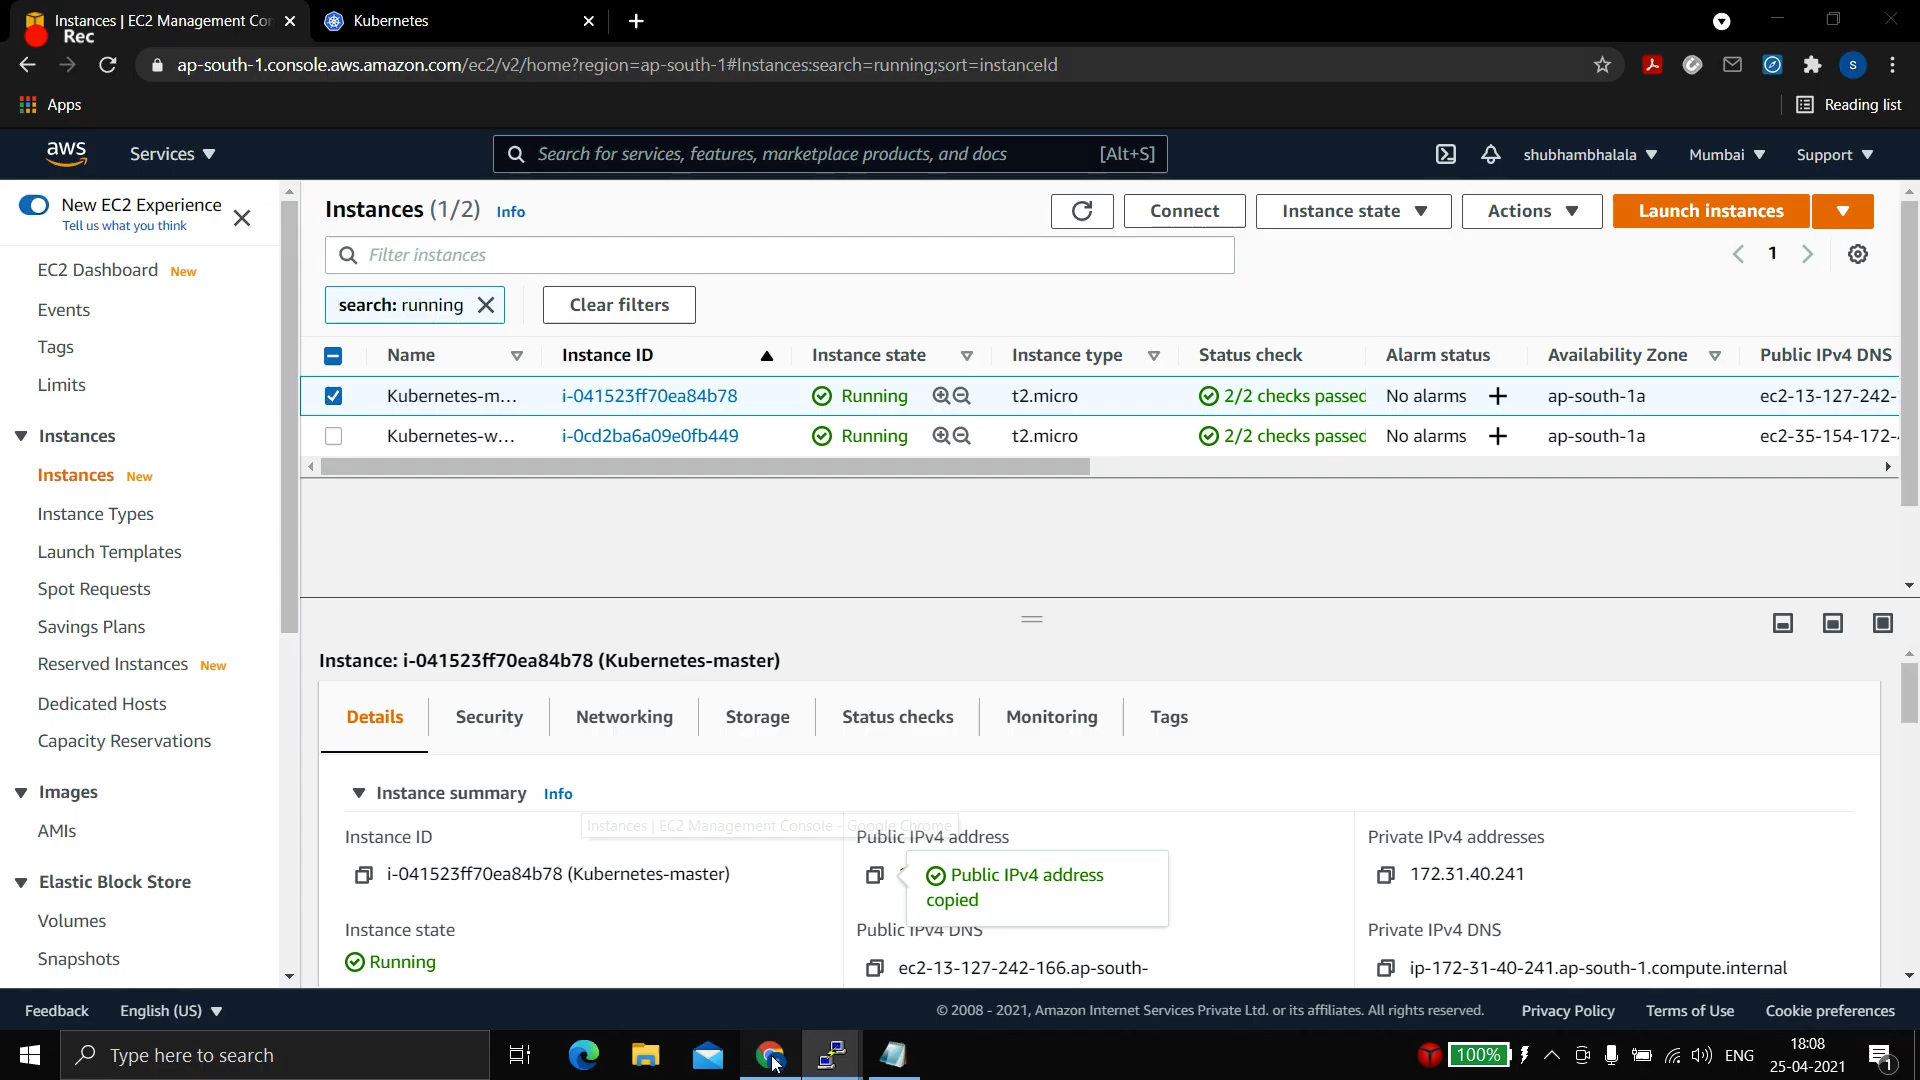 Instances | EC2 Management Co
Kubernetes
Rec
ap-south-1.console.aws.amazon.com/ec2/v2/home?region=ap-south-1#Instances:search=running;sort=instanceId
S
Apps
Reading list
aws
Services
Search for services, features, marketplace products, and docs
[Alt+S]
shubhambhalala
Mumbai
Support
New EC2 Experience
Tell us what you think
EC2 Dashboard New
Events
Tags
Limits
Instances
Instances New
Instance Types
Launch Templates
Spot Requests
Savings Plans
Reserved Instances New
Dedicated Hosts
Capacity Reservations
Images
AMIs
Elastic Block Store
Volumes
Snapshots
Instances (1/2) Info
Connect
Instance state
Actions
Launch instances
Filter instances
1
search: running
Clear filters
Name Instance ID Instance state Instance type Status check Alarm status Availability Zone Public IPv4 DNS
Kubernetes-m... i-041523ff70ea84b78 Running t2.micro 2/2 checks passed No alarms ap-south-1a ec2-13-127-242-
Kubernetes-w... i-0cd2ba6a09e0fb449 Running t2.micro 2/2 checks passed No alarms ap-south-1a ec2-35-154-172-
Instance: i-041523ff70ea84b78 (Kubernetes-master)
Details Security Networking Storage Status checks Monitoring Tags
Instance summary Info
Instances | EC2 Management Console - Google Chrome
Instance ID
i-041523ff70ea84b78 (Kubernetes-master)
Public IPv4 address
Public IPv4 address
copied
Private IPv4 addresses
172.31.40.241
Instance state
Running
Public IPv4 DNS
ec2-13-127-242-166.ap-south-
Private IPv4 DNS
ip-172-31-40-241.ap-south-1.compute.internal
Feedback
English (US)
© 2008 - 2021, Amazon Internet Services Private Ltd. or its affiliates. All rights reserved.
Privacy Policy
Terms of Use
Cookie preferences
Type here to search
100%
ENG
18:08
25-04-2021
1